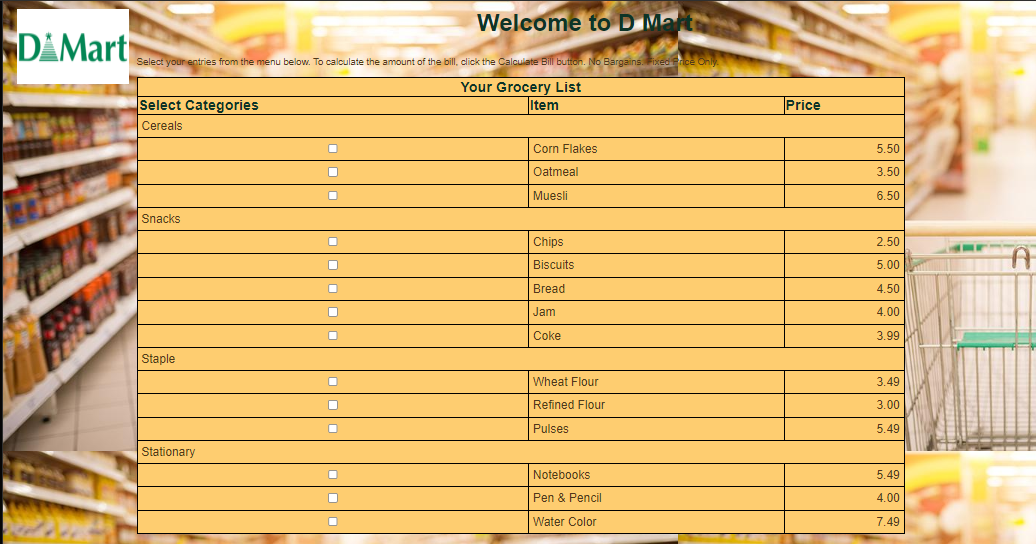 Welcome to D Mart
D Mart
Select your entries from the menu below. To calculate the amount of the bill, click the Calculate Bill button. No Bargains. Fixed Price Only.
Your Grocery List
Select Categories Item Price
Cereals
Corn Flakes 5.50
Oatmeal 3.50
Muesli 6.50
Snacks
Chips 2.50
Biscuits 5.00
Bread 4.50
Jam 4.00
Coke 3.99
Staple
Wheat Flour 3.49
Refined Flour 3.00
Pulses 5.49
Stationary
Notebooks 5.49
Pen & Pencil 4.00
Water Color 7.49